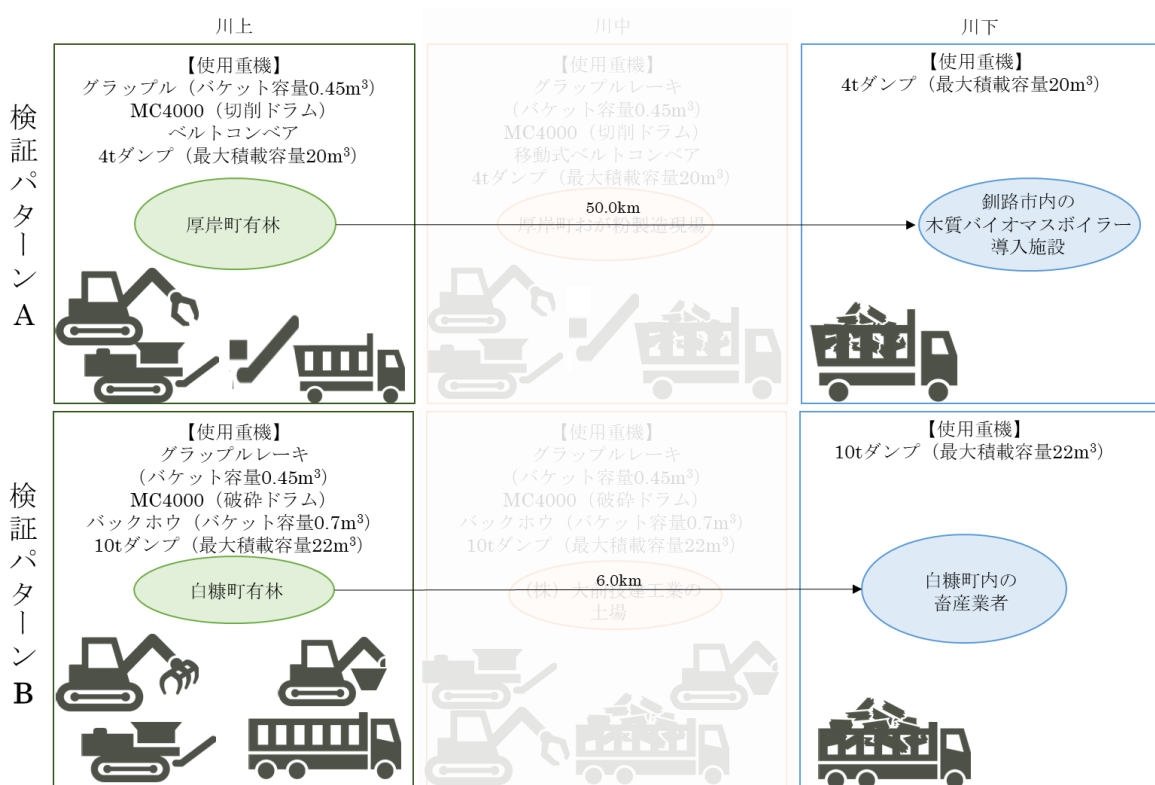 川上
川中
川下
検証パターンA
【使用重機】
グラップル（バケット容量0.45m³）
MC4000（切削ドラム）
ベルトコンベア
4tダンプ（最大積載容量20m³）
厚岸町有林
【使用重機】
グラップルレーキ
（バケット容量0.45m³）
MC4000（切削ドラム）
移動式ベルトコンベア
4tダンプ（最大積載容量20m³）
50.0km
厚岸町おが粉製造現場
【使用重機】
4tダンプ（最大積載容量20m³）
釧路市内の
木質バイオマスボイラー
導入施設
検証パターンB
【使用重機】
グラップルレーキ
（バケット容量0.45m³）
MC4000（破砕ドラム）
バックホウ（バケット容量0.7m³）
10tダンプ（最大積載容量22m³）
白糠町有林
【使用重機】
グラップルレーキ
（バケット容量0.45m³）
MC4000（破砕ドラム）
バックホウ（バケット容量0.7m³）
10tダンプ（最大積載容量22m³）
6.0km
（株）大前技建工業の
土場
【使用重機】
10tダンプ（最大積載容量22m³）
白糠町内の
畜産業者